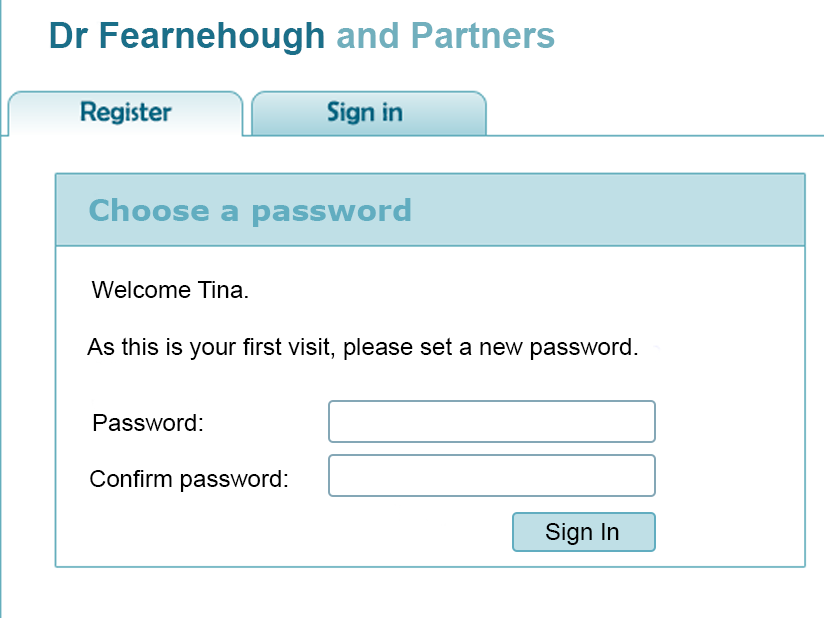 Dr Fearnehough and Partners
Register
Sign in
Choose a password
Welcome Tina.
As this is your first visit, please set a new password.
Password:
Confirm password:
Sign In